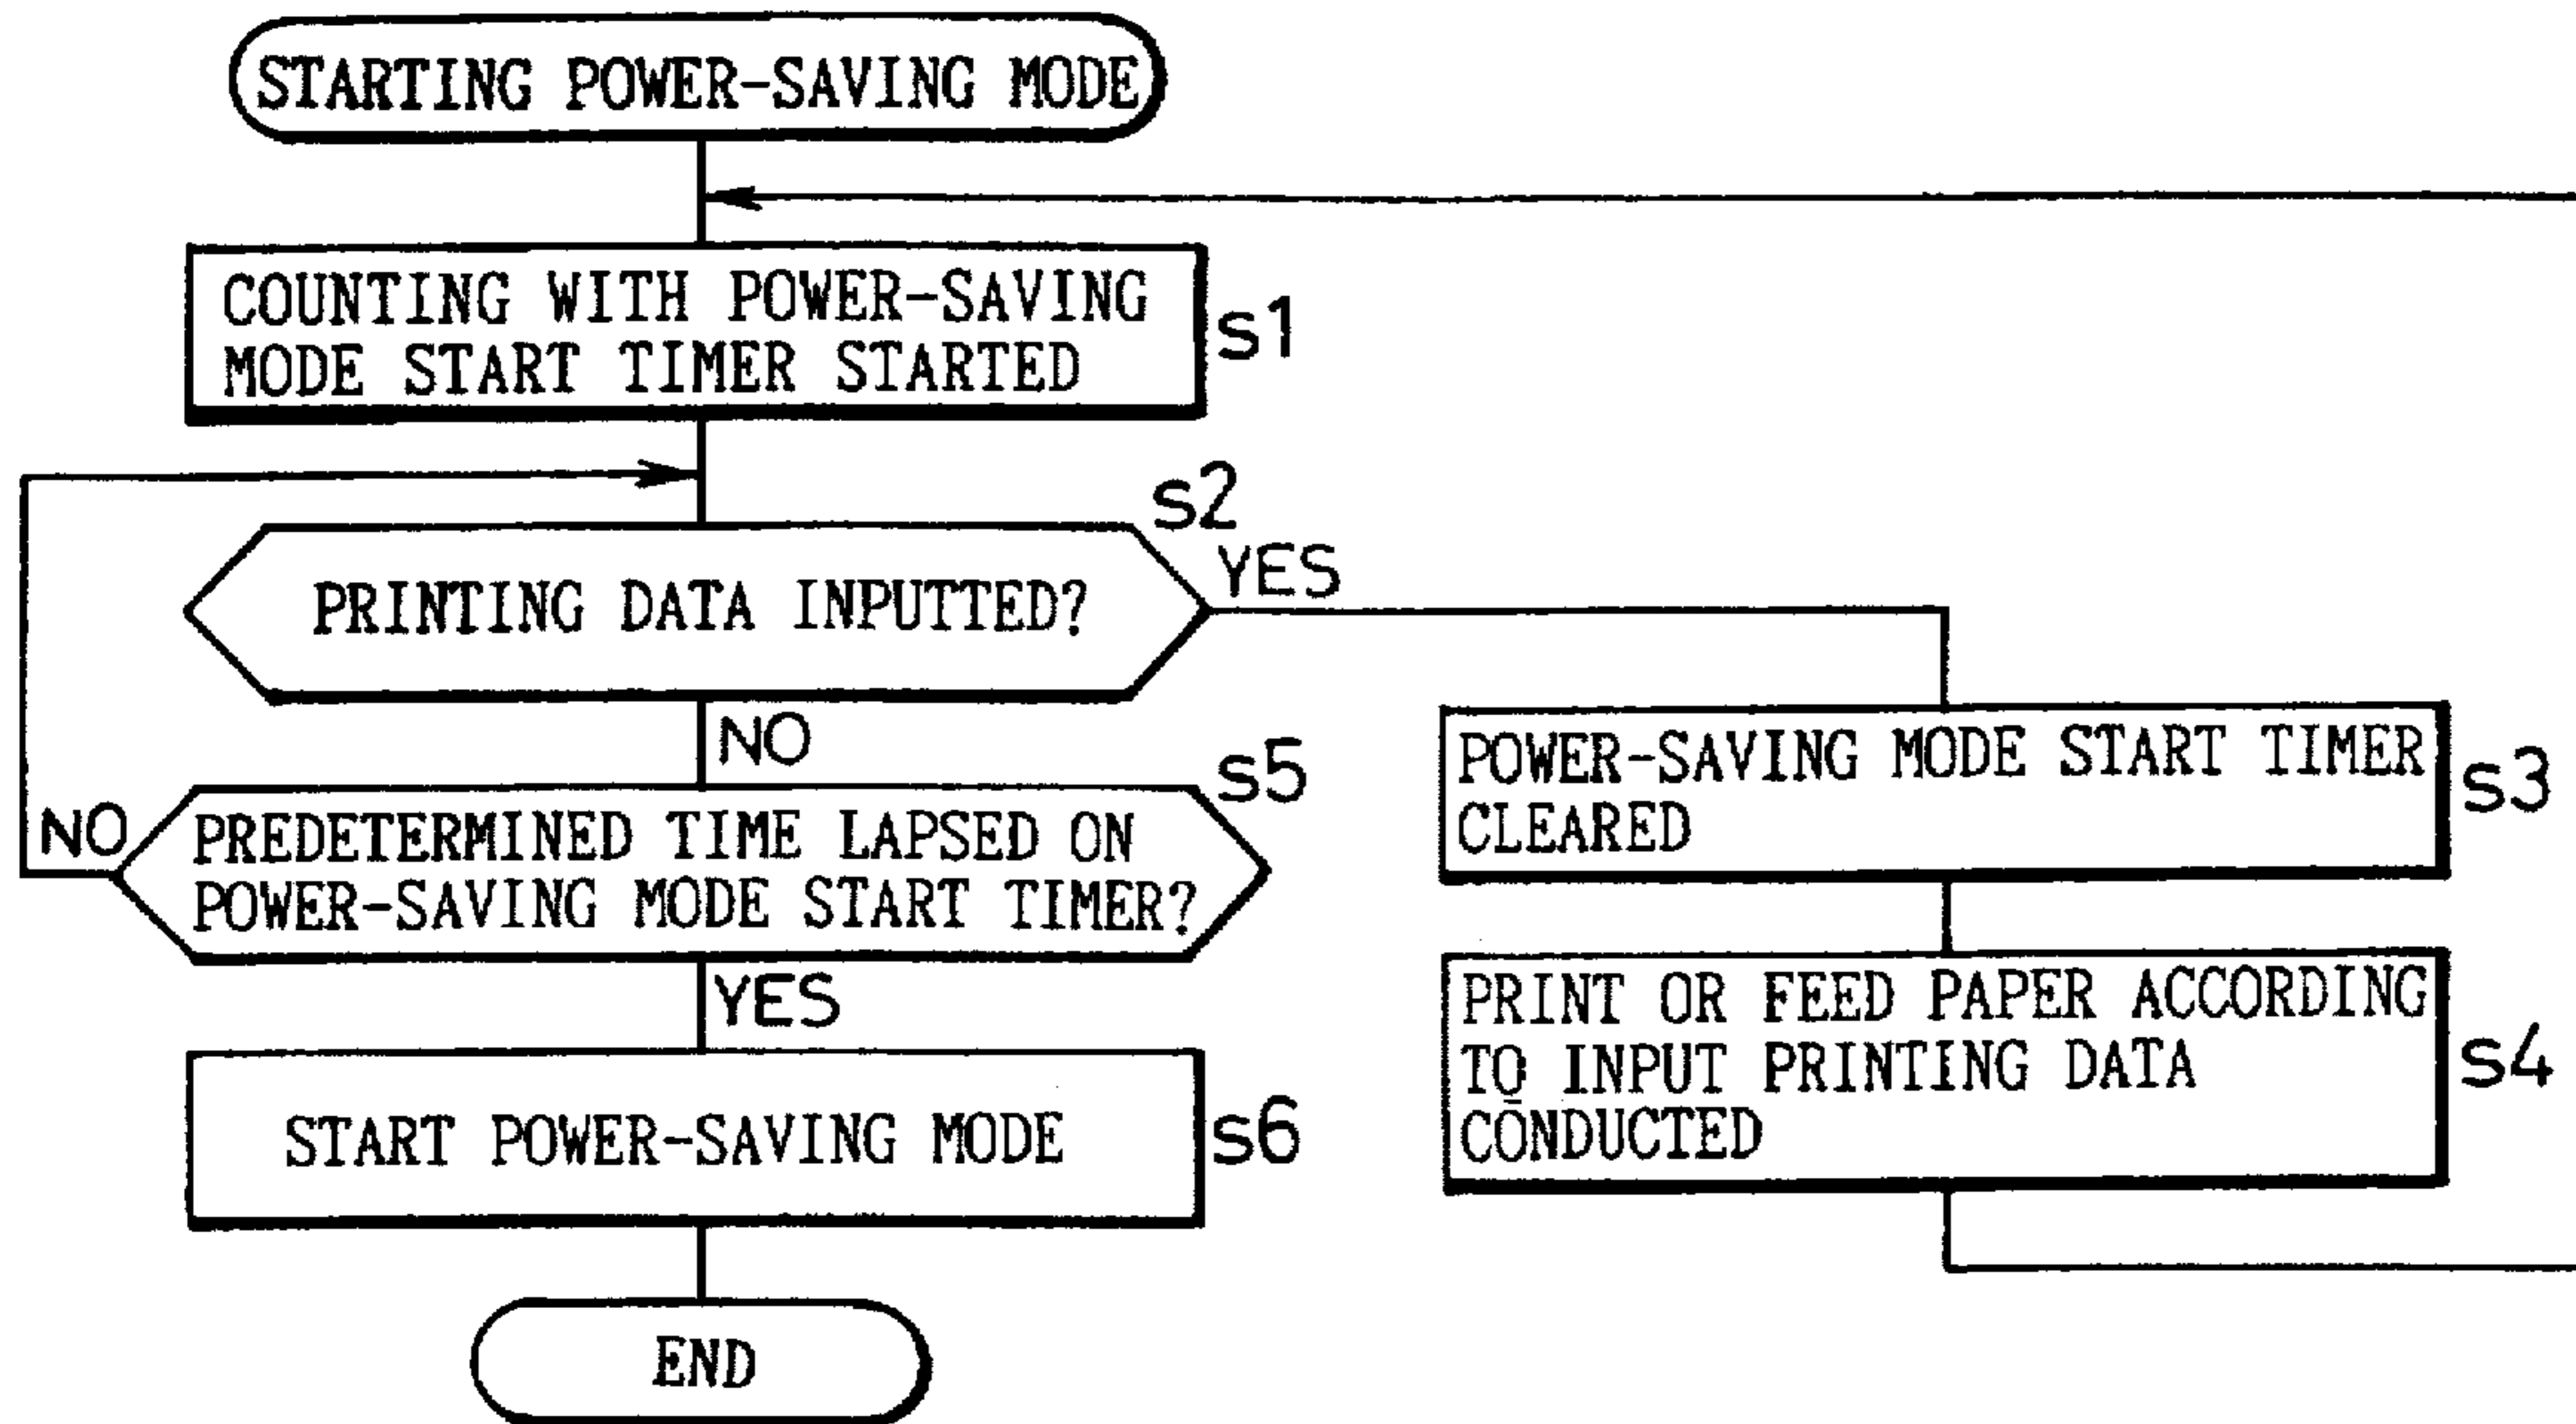 STARTING POWER-SAVING MODE
COUNTING WITH POWER-SAVING
MODE START TIMER STARTED
s1
s2
PRINTING DATA INPUTTED?
YES
NO
s5
NO
PREDETERMINED TIME LAPSED ON
POWER-SAVING MODE START TIMER?
YES
START POWER-SAVING MODE
s6
END
POWER-SAVING MODE START TIMER
CLEARED
s3
PRINT OR FEED PAPER ACCORDING
TO INPUT PRINTING DATA
CONDUCTED
s4